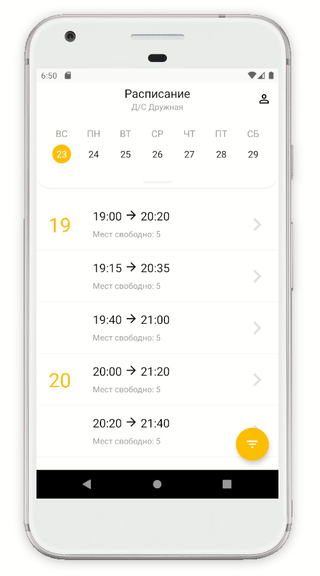 6:50
Расписание
Д/С Дружная
ВС ПН ВТ СР ЧТ ПТ СБ
23 24 25 26 27 28 29
19
19:00 → 20:20
Мест свободно: 5
19:15 → 20:35
Мест свободно: 5
19:40 → 21:00
Мест свободно: 5
20
20:00 → 21:20
Мест свободно: 5
20:20 → 21:40
Мест свободно: 5